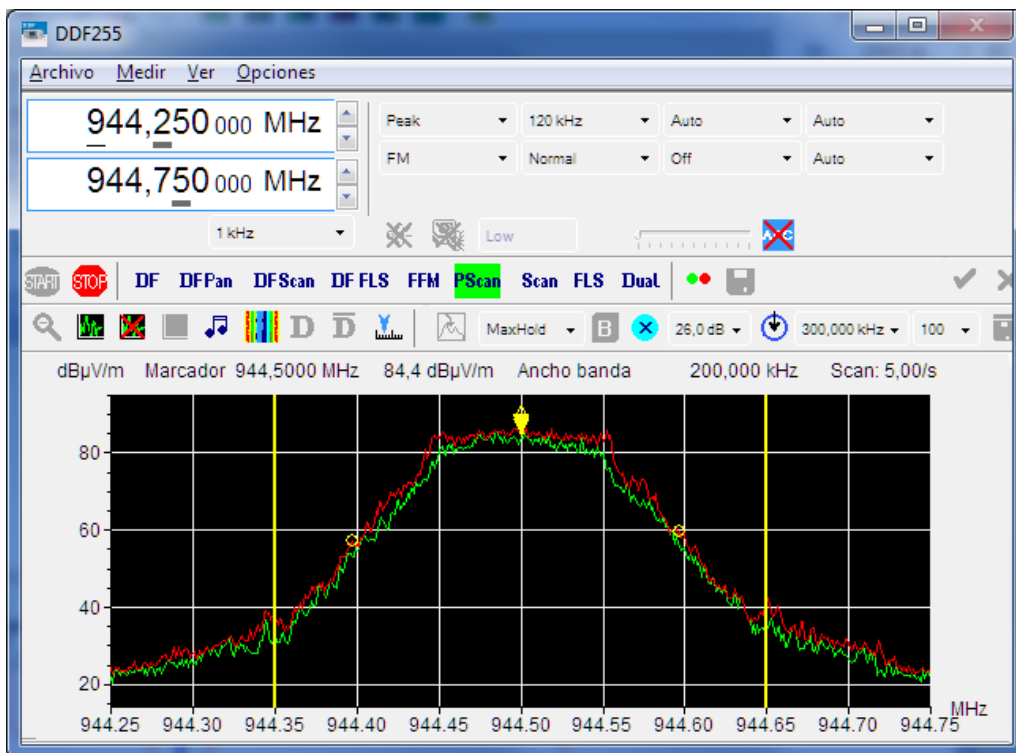 DDF255
Archivo Medir Ver Opciones
944,250 000 MHz
Peak 120 kHz Auto Auto
FM Normal Off Auto
944,750 000 MHz
1 kHz
Low
START STOP DF DFPan DFScan DF FLS FFM PScan Scan FLS Dual
D D MaxHold B 26,0 dB 300,000 kHz 100
dBµV/m Marcador 944,5000 MHz 84,4 dBµV/m Ancho banda 200,000 kHz Scan: 5,00/s
80
60
40
20
944.25 944.30 944.35 944.40 944.45 944.50 944.55 944.60 944.65 944.70 944.75
MHz